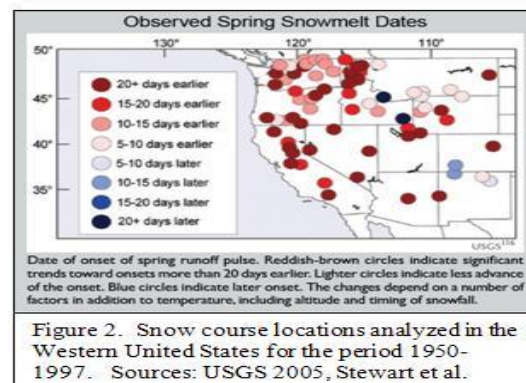 Observed Spring Snowmelt Dates
130° 120° 110°
50°
45°
40°
35°
20+ days earlier
15-20 days earlier
10-15 days earlier
5-10 days earlier
5-10 days later
10-15 days later
15-20 days later
20+ days later
USGS116
Date of onset of spring runoff pulse. Reddish-brown circles indicate significant
trends toward onsets more than 20 days earlier. Lighter circles indicate less advance
of the onset. Blue circles indicate later onset. The changes depend on a number of
factors in addition to temperature, including altitude and timing of snowfall.
Figure 2. Snow course locations analyzed in the
Western United States for the period 1950-
1997. Sources: USGS 2005, Stewart et al.